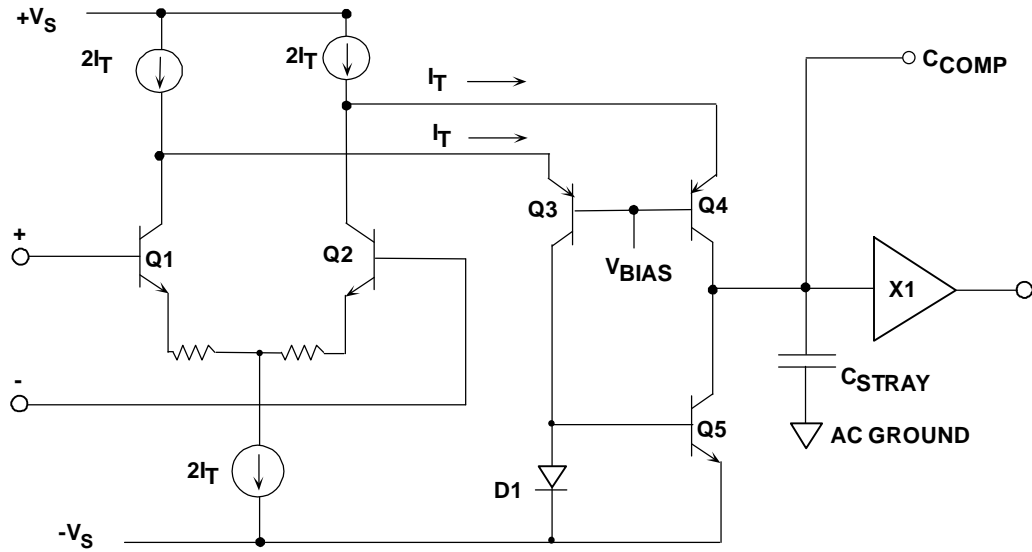 +VS
2IT
2IT
IT
CCOMP
IT
Q3
Q4
+
Q1
Q2
VBIAS
X1
CSTRAY
-
Q5
AC GROUND
2IT
D1
-VS